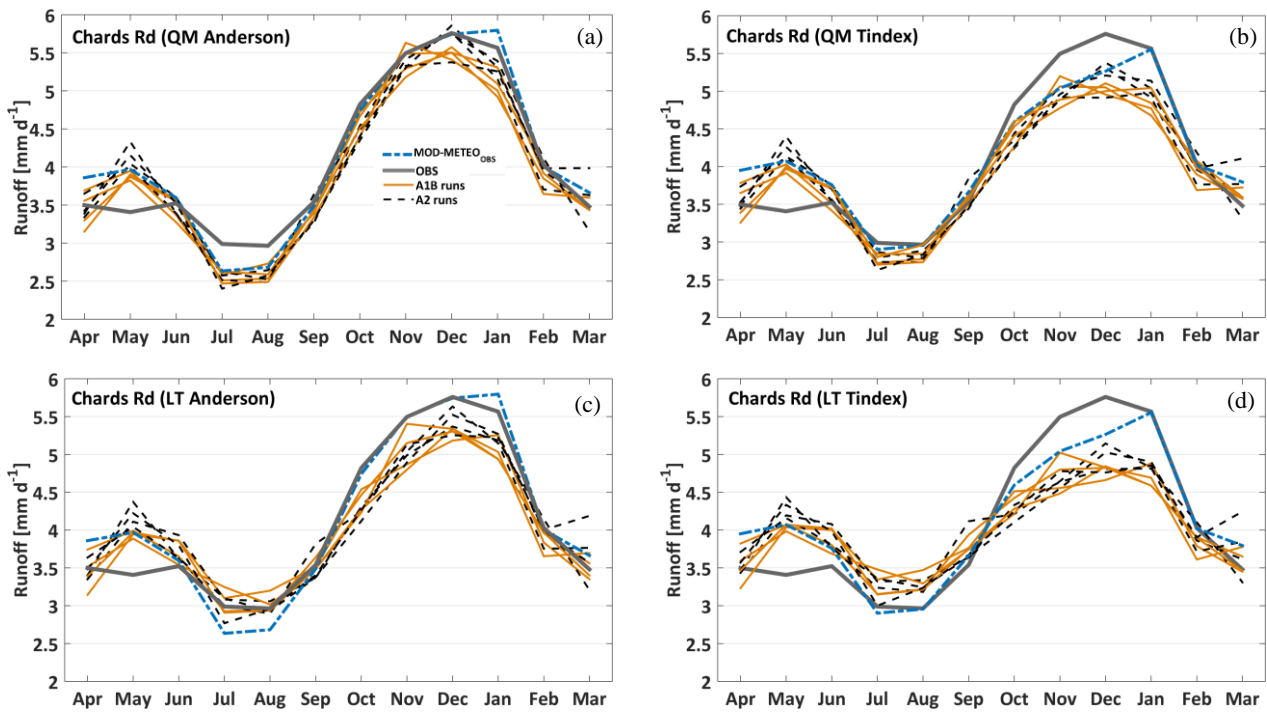 Chards Rd (QM Anderson)
(a)
Runoff [mm d⁻¹]
6
5.5
5
4.5
4
3.5
3
2.5
2
MOD-METEO_OBS
OBS
A1B runs
A2 runs
Apr May Jun Jul Aug Sep Oct Nov Dec Jan Feb Mar
Chards Rd (QM Tindex)
(b)
Runoff [mm d⁻¹]
6
5.5
5
4.5
4
3.5
3
2.5
2
Apr May Jun Jul Aug Sep Oct Nov Dec Jan Feb Mar
Chards Rd (LT Anderson)
(c)
Runoff [mm d⁻¹]
6
5.5
5
4.5
4
3.5
3
2.5
2
Apr May Jun Jul Aug Sep Oct Nov Dec Jan Feb Mar
Chards Rd (LT Tindex)
(d)
Runoff [mm d⁻¹]
6
5.5
5
4.5
4
3.5
3
2.5
2
Apr May Jun Jul Aug Sep Oct Nov Dec Jan Feb Mar